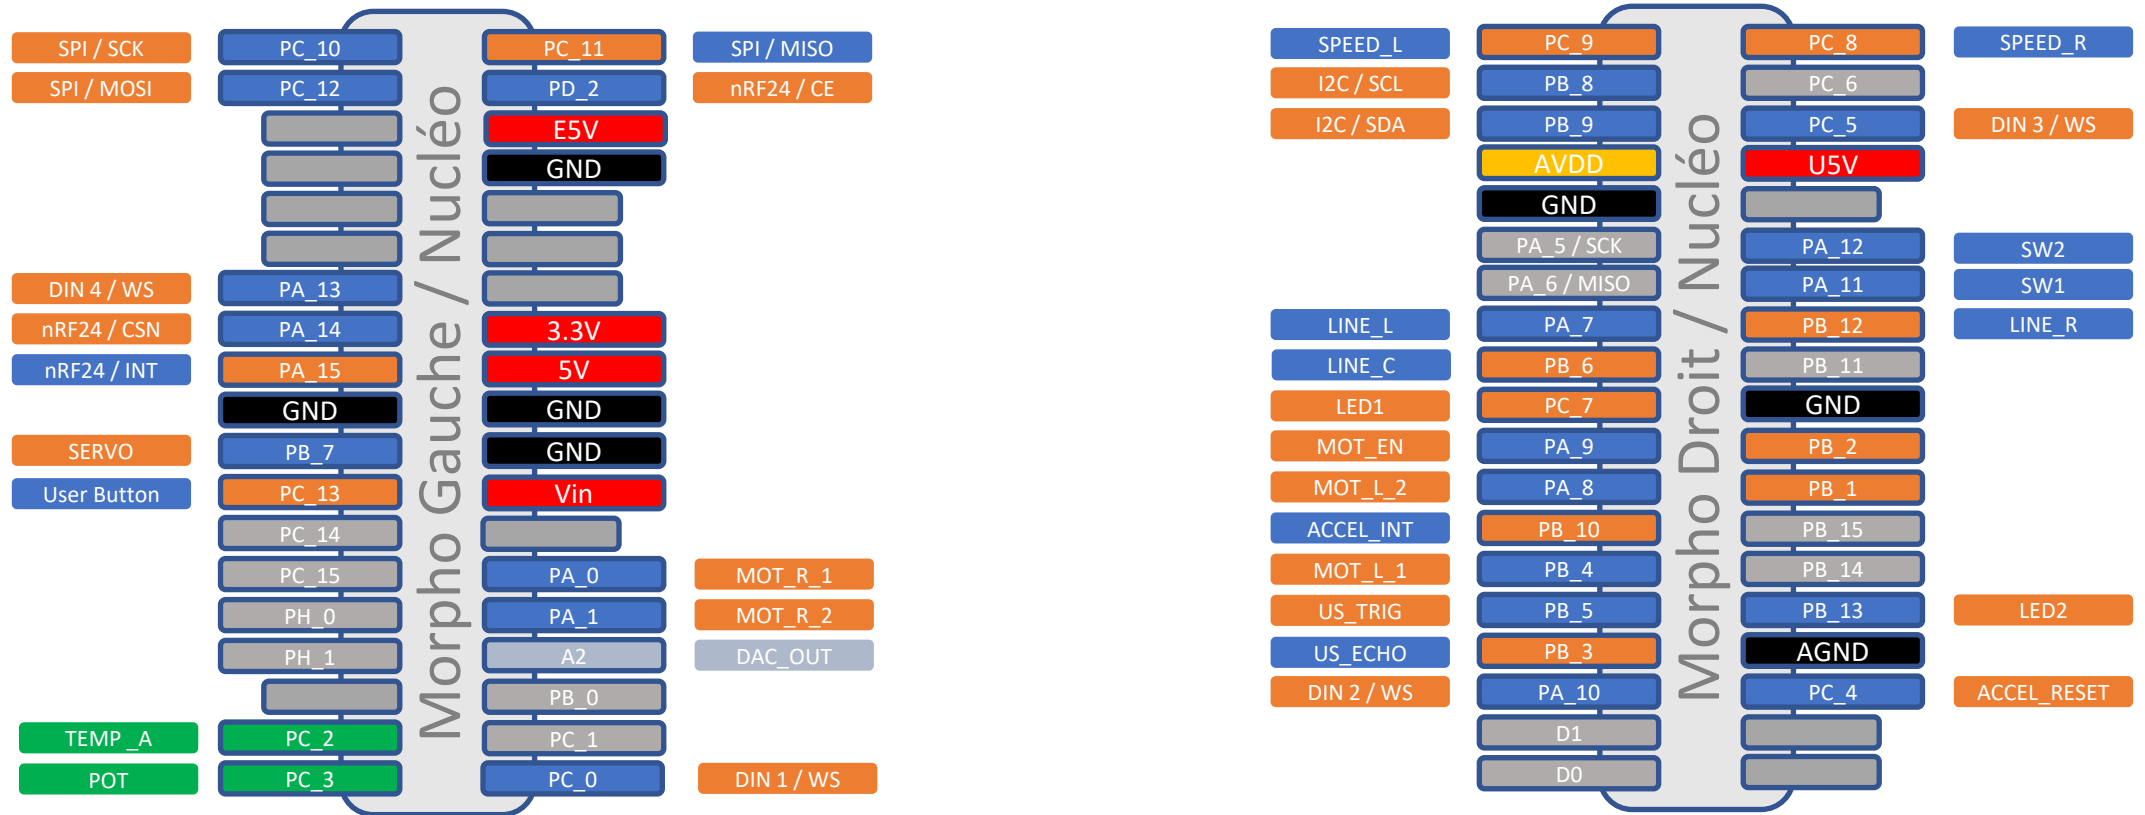 SPI / SCK PC_10 PC_11 SPI / MISO
SPI / MOSI PC_12 PD_2 nRF24 / CE
E5V
GND
DIN 4 / WS PA_13
nRF24 / CSN PA_14 3.3V
nRF24 / INT PA_15 5V
GND GND
SERVO PB_7 GND
User Button PC_13 Vin
PC_14
PC_15 PA_0 MOT_R_1
PH_0 PA_1 MOT_R_2
PH_1 A2 DAC_OUT
PB_0
TEMP _A PC_2 PC_1
POT PC_3 PC_0 DIN 1 / WS
Morpho Gauche / Nucléo
SPEED_L PC_9 PC_8 SPEED_R
I2C / SCL PB_8 PC_6
I2C / SDA PB_9 PC_5 DIN 3 / WS
AVDD U5V
GND
PA_5 / SCK PA_12 SW2
PA_6 / MISO PA_11 SW1
LINE_L PA_7 PB_12 LINE_R
LINE_C PB_6 PB_11
LED1 PC_7 GND
MOT_EN PA_9 PB_2
MOT_L_2 PA_8 PB_1
ACCEL_INT PB_10 PB_15
MOT_L_1 PB_4 PB_14
US_TRIG PB_5 PB_13 LED2
US_ECHO PB_3 AGND
DIN 2 / WS PA_10 PC_4 ACCEL_RESET
D1
D0
Morpho Droit / Nucléo